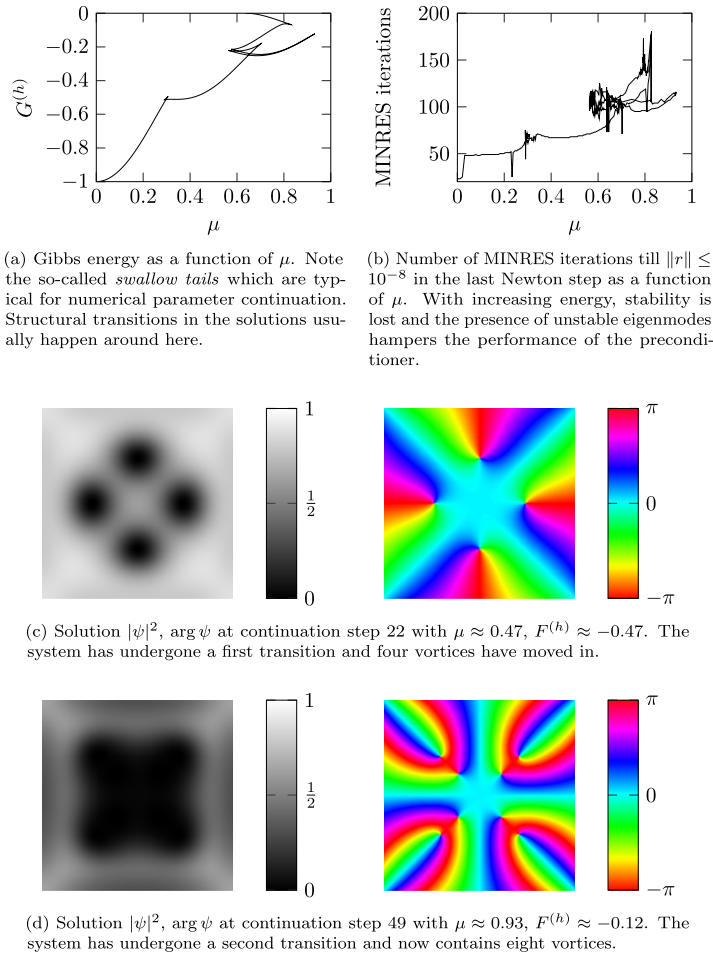 0
−0.2
−0.4
−0.6
−0.8
−1
G^(h)
0 0.2 0.4 0.6 0.8 1
μ
200
150
100
50
MINRES iterations
0 0.2 0.4 0.6 0.8 1
μ
(a) Gibbs energy as a function of μ. Note
the so-called swallow tails which are typ-
ical for numerical parameter continuation.
Structural transitions in the solutions usu-
ally happen around here.
(b) Number of MINRES iterations till ‖r‖ ≤
10^−8 in the last Newton step as a function
of μ. With increasing energy, stability is
lost and the presence of unstable eigenmodes
hampers the performance of the precondi-
tioner.
1
1/2
0
π
0
−π
(c) Solution |ψ|², arg ψ at continuation step 22 with μ ≈ 0.47, F^(h) ≈ −0.47. The
system has undergone a first transition and four vortices have moved in.
1
1/2
0
π
0
−π
(d) Solution |ψ|², arg ψ at continuation step 49 with μ ≈ 0.93, F^(h) ≈ −0.12. The
system has undergone a second transition and now contains eight vortices.